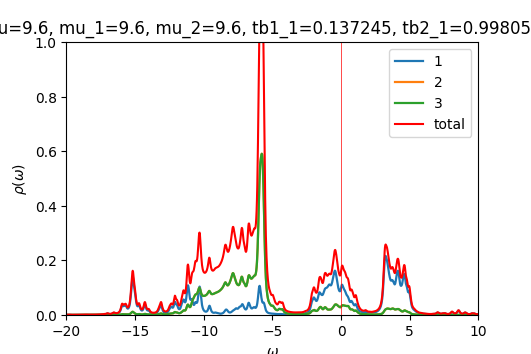 u=9.6, mu_1=9.6, mu_2=9.6, tb1_1=0.137245, tb2_1=0.99805
1.0
0.8
0.6
0.4
0.2
0.0
ρ(ω)
1
2
3
total
−20 −15 −10 −5 0 5 10
ω